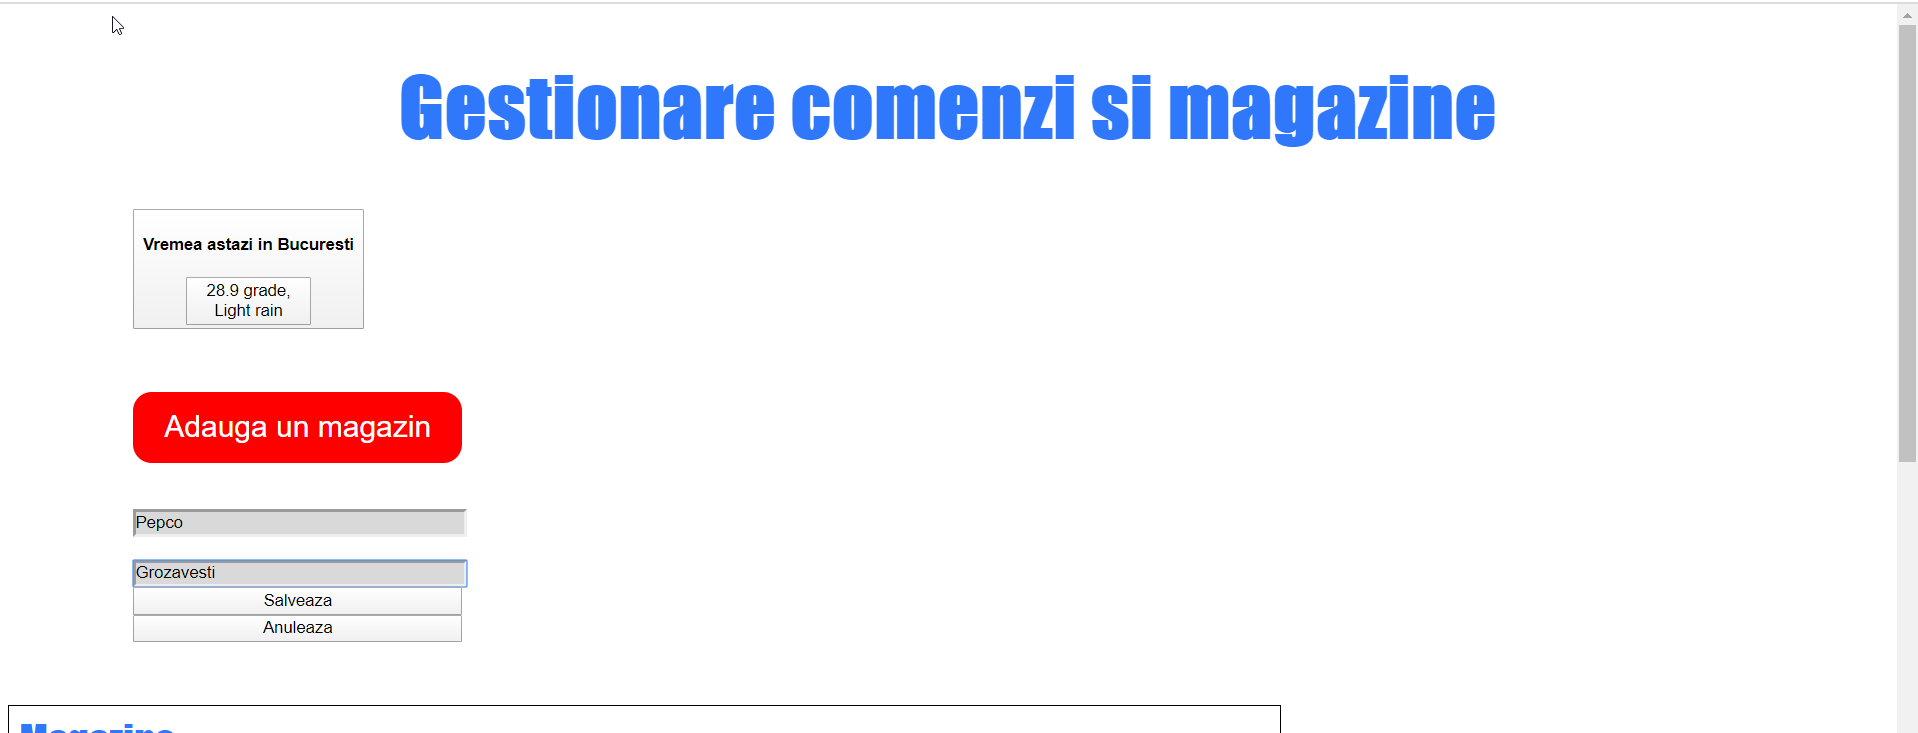 Gestionare comenzi si magazine
Vremea astazi in Bucuresti
28.9 grade,
Light rain
Adauga un magazin
Pepco
Grozavesti
Salveaza
Anuleaza
Magazine